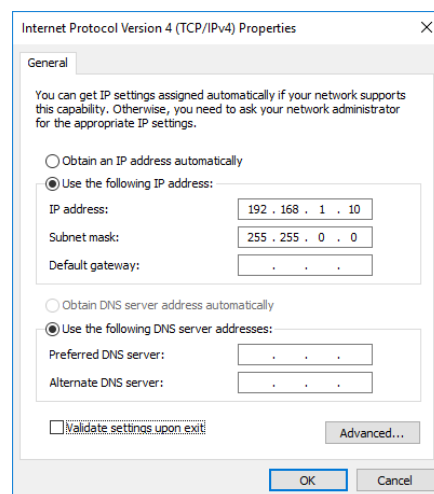 Internet Protocol Version 4 (TCP/IPv4) Properties
General
You can get IP settings assigned automatically if your network supports
this capability. Otherwise, you need to ask your network administrator
for the appropriate IP settings.
Obtain an IP address automatically
Use the following IP address:
IP address: 192 . 168 . 1 . 10
Subnet mask: 255 . 255 . 0 . 0
Default gateway: . . .
Obtain DNS server address automatically
Use the following DNS server addresses:
Preferred DNS server: . . .
Alternate DNS server: . . .
Validate settings upon exit
Advanced...
OK Cancel